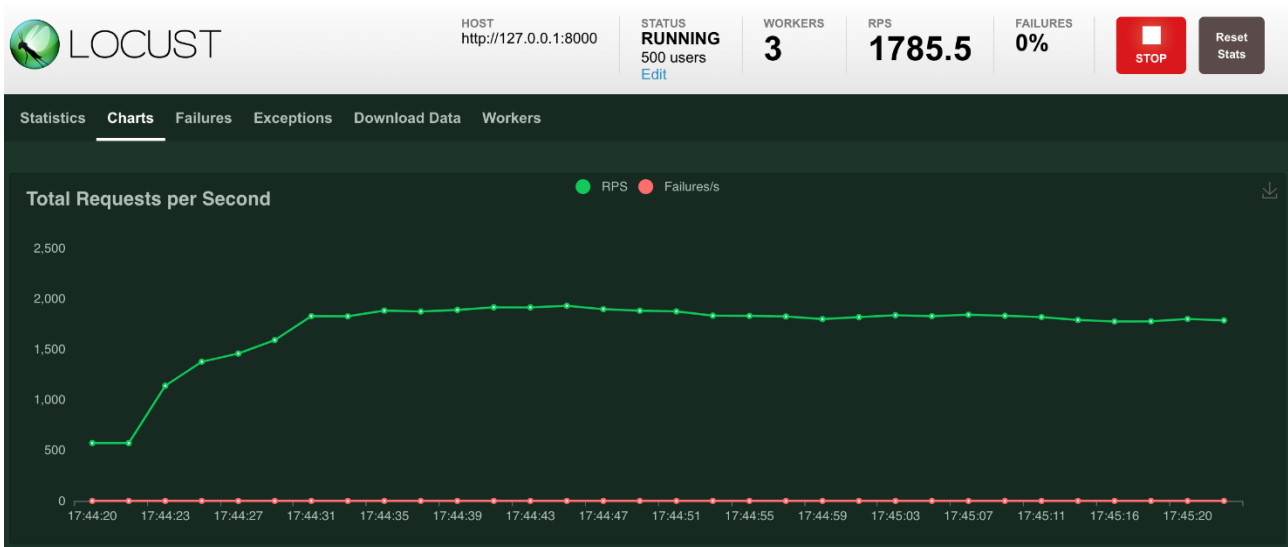 LOCUST
HOST
http://127.0.0.1:8000
STATUS
RUNNING
500 users
Edit
WORKERS
3
RPS
1785.5
FAILURES
0%
STOP
Reset
Stats
Statistics Charts Failures Exceptions Download Data Workers
Total Requests per Second
RPS Failures/s
2,500
2,000
1,500
1,000
500
0
17:44:20 17:44:23 17:44:27 17:44:31 17:44:35 17:44:39 17:44:43 17:44:47 17:44:51 17:44:55 17:44:59 17:45:03 17:45:07 17:45:11 17:45:16 17:45:20